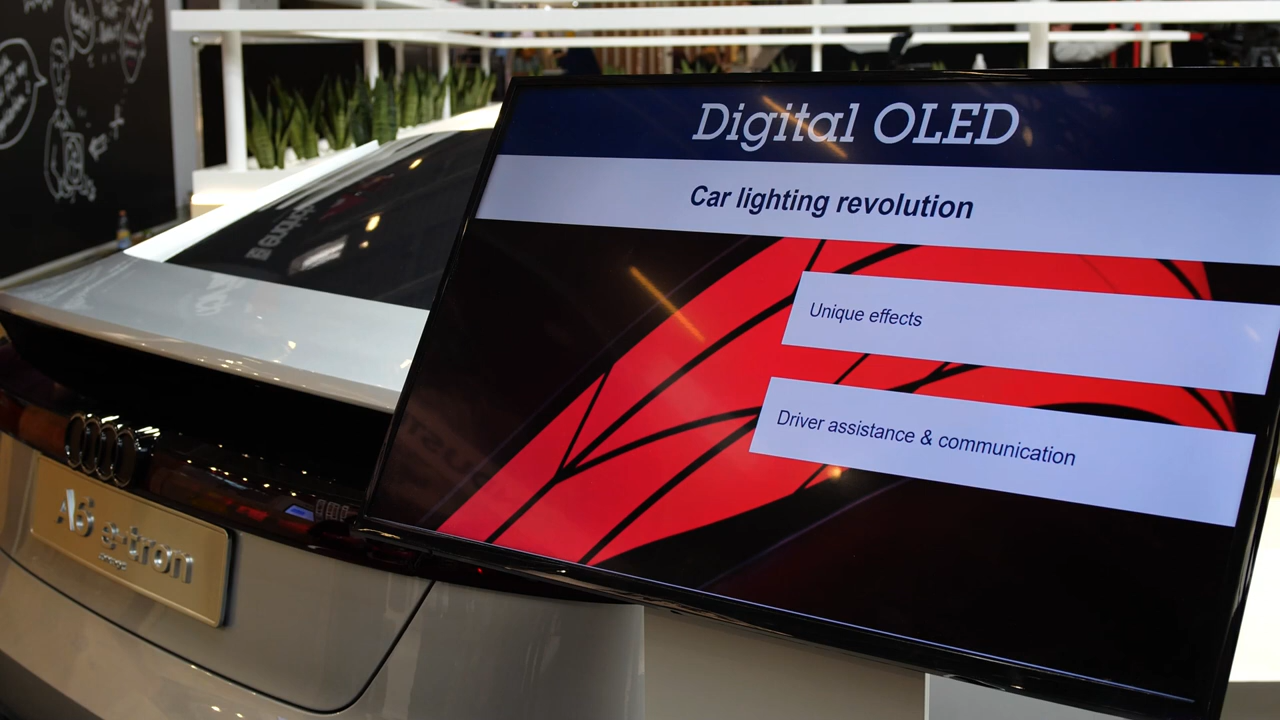 Digital OLED
Car lighting revolution
Unique effects
Driver assistance & communication
A6 e-tron